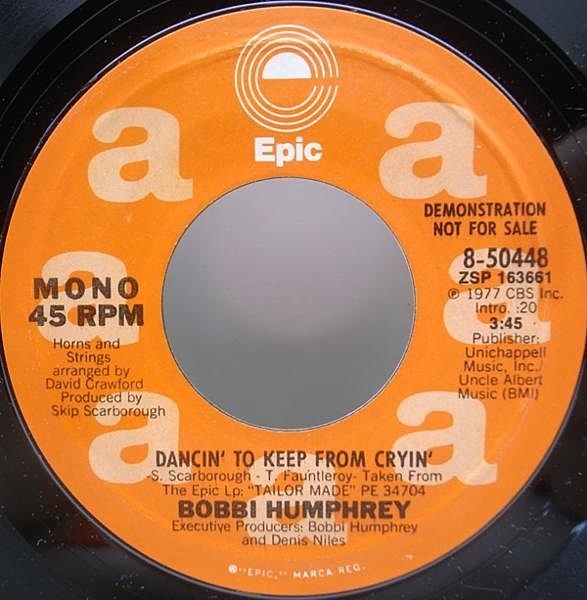 Epic
a a
a a
a a
DEMONSTRATION
NOT FOR SALE
8-50448
ZSP 163661
℗ 1977 CBS Inc.
Intro. :20
3:45
Publisher:
Unichappell
Music, Inc./
Uncle Albert
Music (BMI)
MONO
45 RPM
Horns and
Strings
arranged by
David Crawford
Produced by
Skip Scarborough
DANCIN' TO KEEP FROM CRYIN'
-S. Scarborough - T. Fauntleroy- Taken From
The Epic Lp: "TAILOR MADE" PE 34704
BOBBI HUMPHREY
Executive Producers: Bobbi Humphrey
and Denis Niles
®"EPIC," MARCA REG.